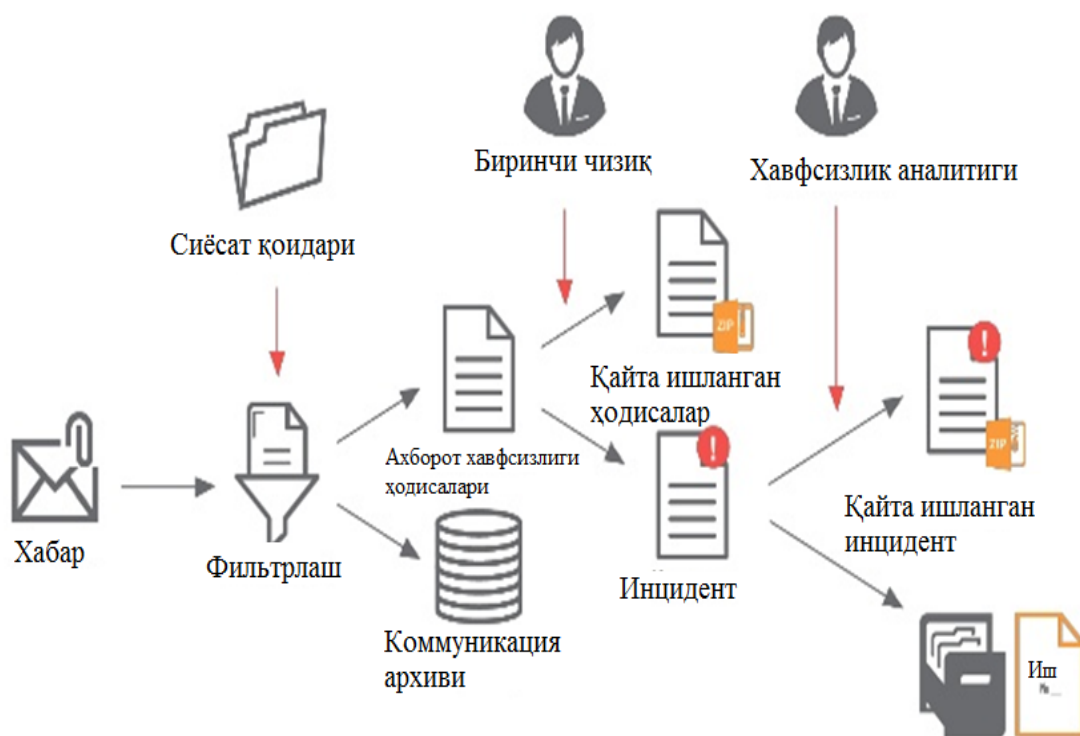 Биринчи чизиқ
Хавфсизлик аналитиги
Сиёсат қоидари
ZIP
Қайта ишланган
ҳодисалар
Ахборот хавфсизлиги
ҳодисалари
ZIP
Хабар
Фильтрлаш
Қайта ишланган
инцидент
Инцидент
Коммуникация
архиви
Иш